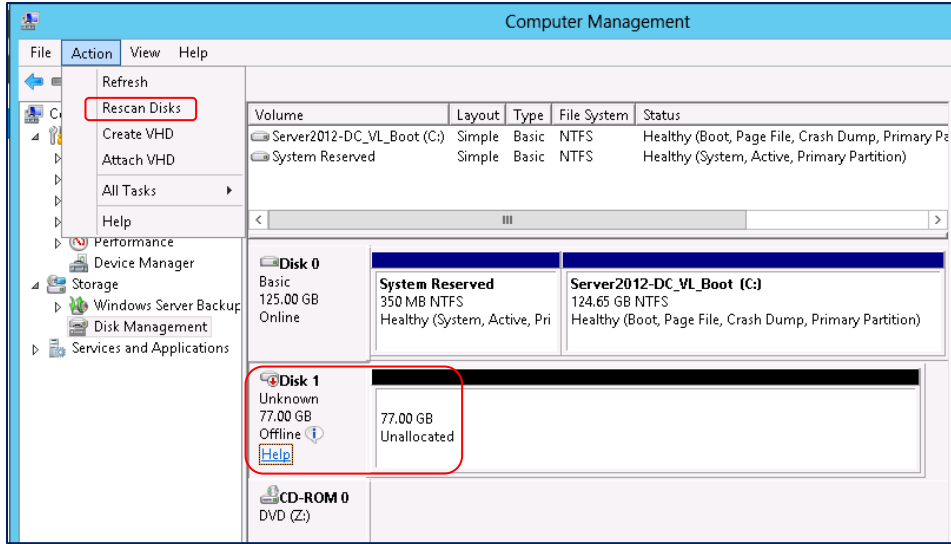 Computer Management
File Action View Help
Refresh
Rescan Disks
Create VHD
Attach VHD
All Tasks
Help
Performance
Device Manager
Storage
Windows Server Backup
Disk Management
Services and Applications
Volume Layout Type File System Status
Server2012-DC_VL_Boot (C:) Simple Basic NTFS Healthy (Boot, Page File, Crash Dump, Primary Pa
System Reserved Simple Basic NTFS Healthy (System, Active, Primary Partition)
Disk 0
Basic
125.00 GB
Online
System Reserved
350 MB NTFS
Healthy (System, Active, Pri
Server2012-DC_VL_Boot (C:)
124.65 GB NTFS
Healthy (Boot, Page File, Crash Dump, Primary Partition)
Disk 1
Unknown
77.00 GB
Offline
Help
77.00 GB
Unallocated
CD-ROM 0
DVD (Z:)